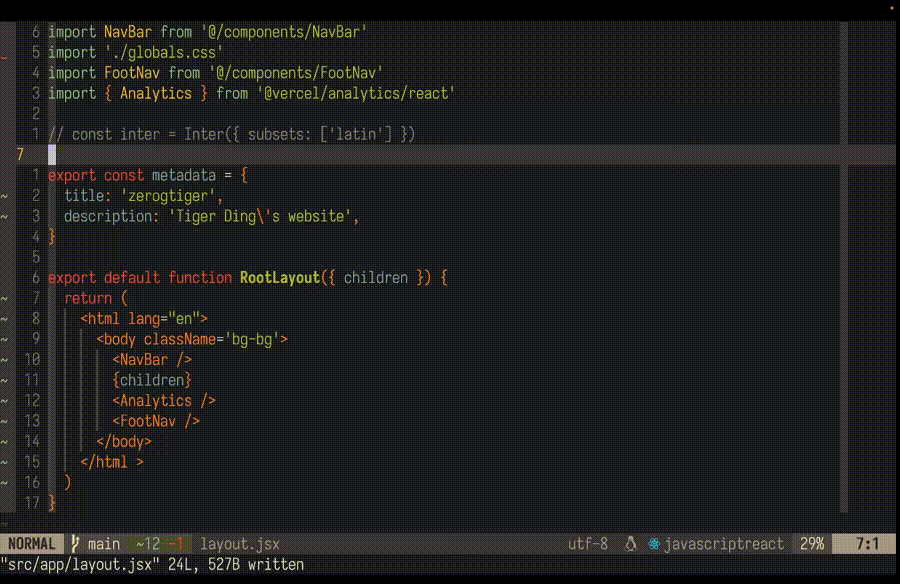 6 import NavBar from '@/components/NavBar'
5 import './globals.css'
4 import FootNav from '@/components/FootNav'
3 import { Analytics } from '@vercel/analytics/react'
2
1 // const inter = Inter({ subsets: ['latin'] })
7
1 export const metadata = {
~ 2   title: 'zerogtiger',
~ 3   description: 'Tiger Ding\'s website',
4 }
5
6 export default function RootLayout({ children }) {
~ 7   return (
~ 8     <html lang="en">
~ 9       <body className='bg-bg'>
~ 10         <NavBar />
~ 11         {children}
~ 12         <Analytics />
~ 13         <FootNav />
~ 14       </body>
~ 15     </html >
~ 16   )
17 }
~
NORMAL main ~12 -1 layout.jsx utf-8 javascriptreact 29% 7:1
"src/app/layout.jsx" 24L, 527B written